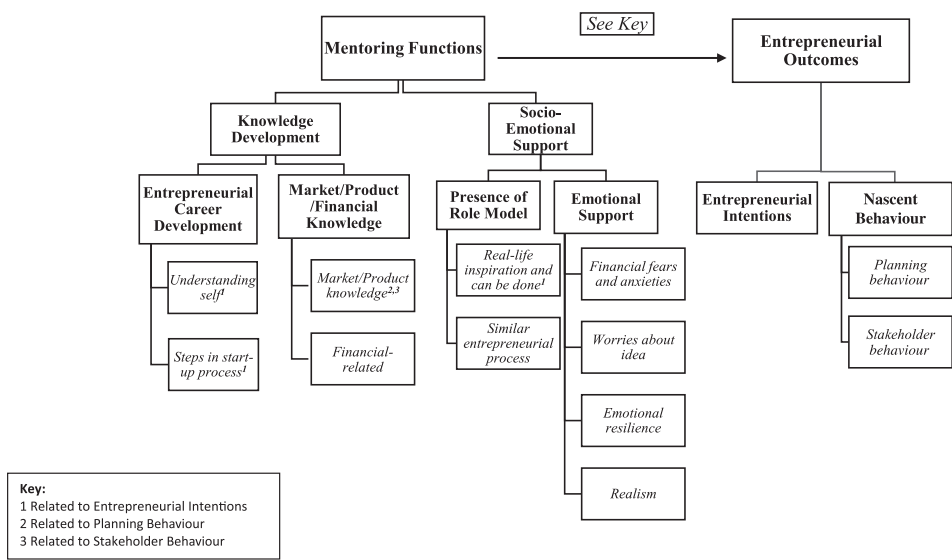 Mentoring Functions
See Key
Entrepreneurial
Outcomes
Knowledge
Development
Socio-
Emotional
Support
Entrepreneurial
Career
Development
Market/Product
/Financial
Knowledge
Presence of
Role Model
Emotional
Support
Entrepreneurial
Intentions
Nascent
Behaviour
Understanding
self1
Market/Product
knowledge2,3
Real-life
inspiration and
can be done1
Financial fears
and anxieties
Planning
behaviour
Steps in start-
up process1
Financial-
related
Similar
entrepreneurial
process
Worries about
idea
Stakeholder
behaviour
Emotional
resilience
Realism
Key:
1 Related to Entrepreneurial Intentions
2 Related to Planning Behaviour
3 Related to Stakeholder Behaviour